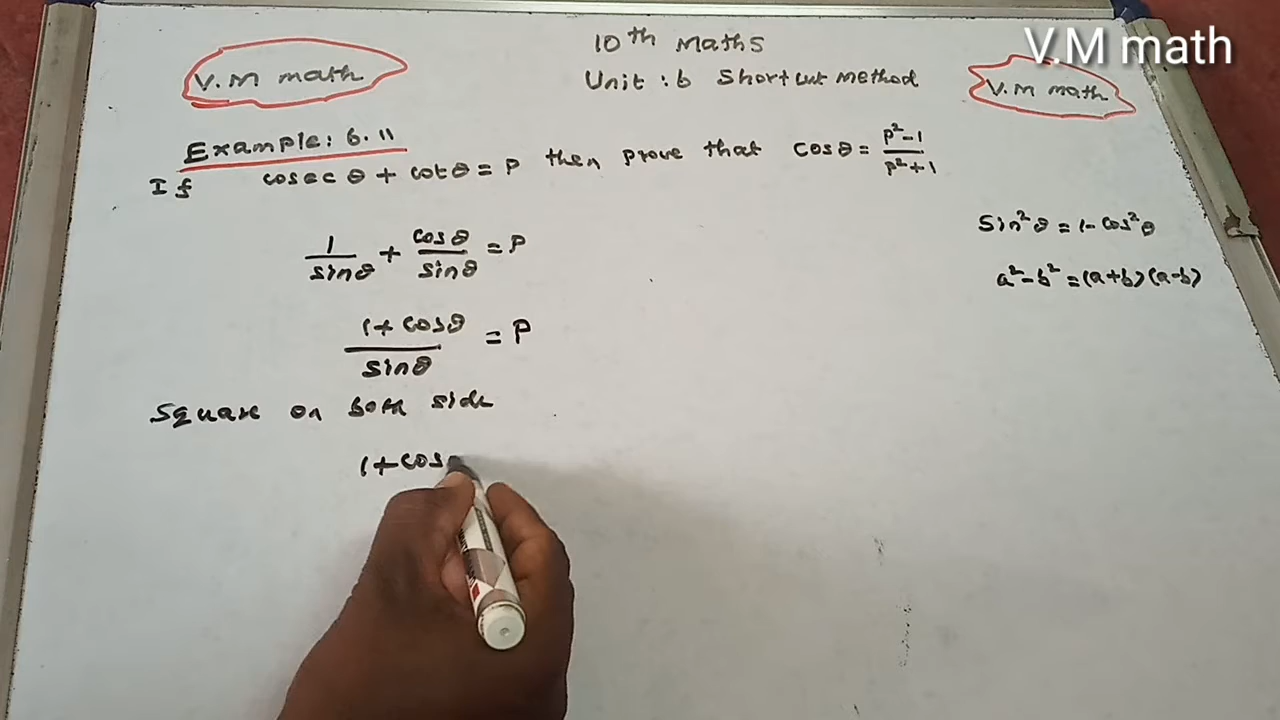 V.M math
10th Maths
V.M math
Unit : 6 Shortcut method
V.M math
Example: 6.11
If cosec θ + cot θ = P then prove that cos θ = P²-1 / P²+1
Sin²θ = 1 - cos²θ
1/sinθ + cosθ/sinθ = P
a² - b² = (a+b) (a-b)
1 + cosθ / sinθ = P
Square on both side
1 + cos